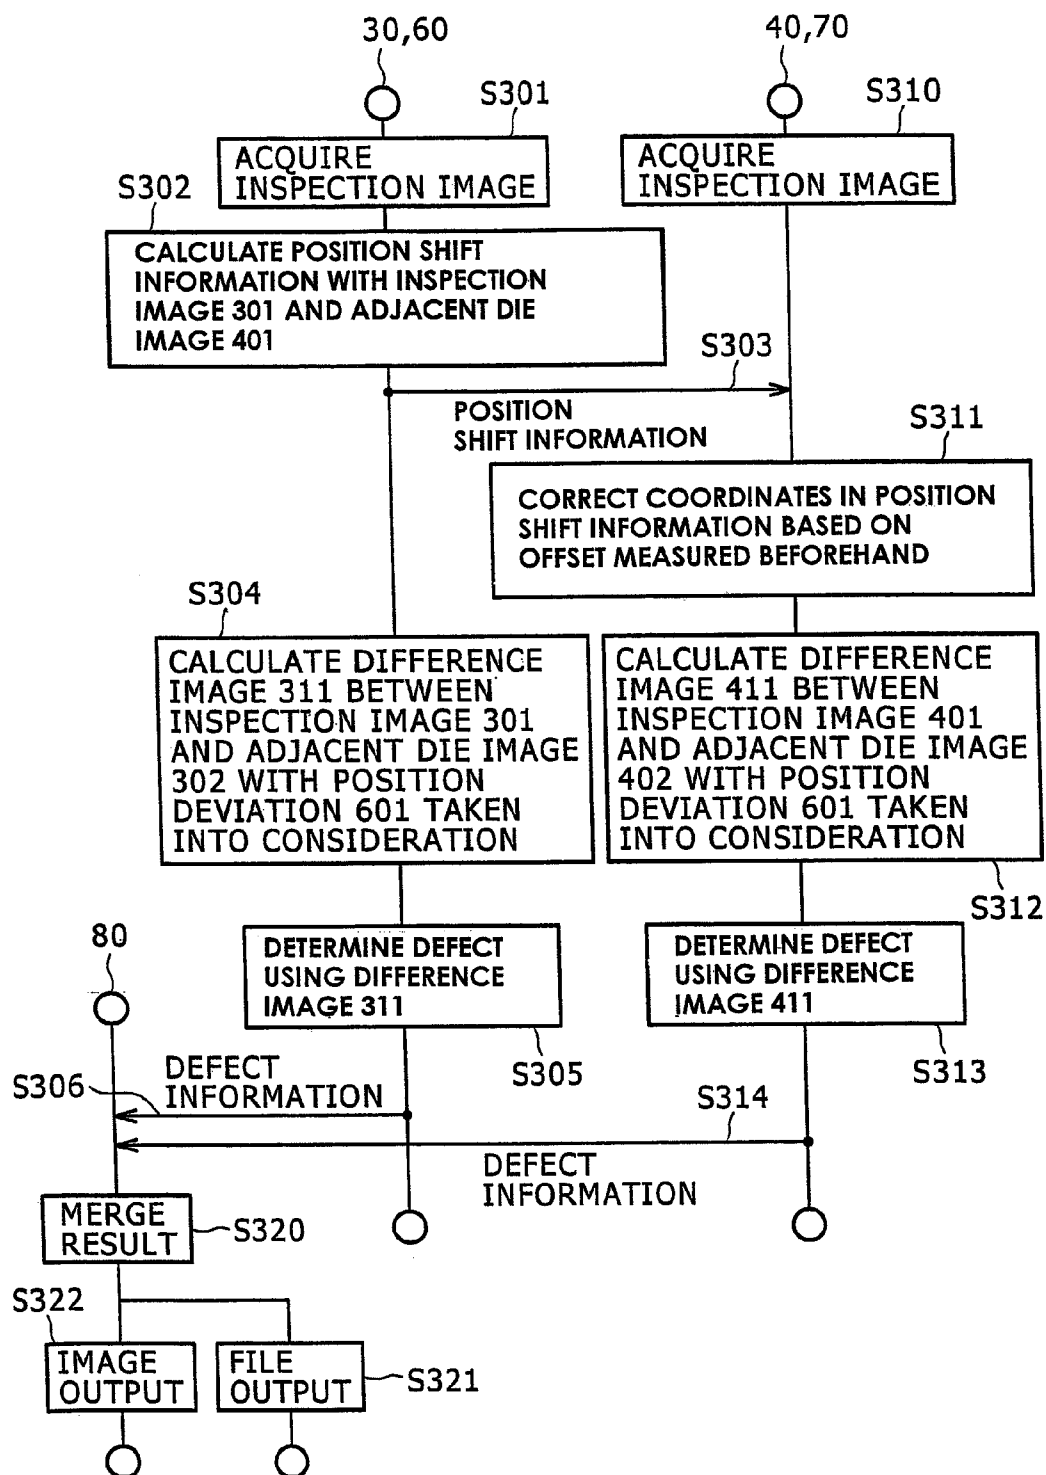 30,60
40,70
S301
S310
ACQUIRE
INSPECTION IMAGE
ACQUIRE
INSPECTION IMAGE
S302
CALCULATE POSITION SHIFT
INFORMATION WITH INSPECTION
IMAGE 301 AND ADJACENT DIE
IMAGE 401
S303
POSITION
SHIFT INFORMATION
S311
CORRECT COORDINATES IN POSITION
SHIFT INFORMATION BASED ON
OFFSET MEASURED BEFOREHAND
S304
CALCULATE DIFFERENCE
IMAGE 311 BETWEEN
INSPECTION IMAGE 301
AND ADJACENT DIE IMAGE
302 WITH POSITION
DEVIATION 601 TAKEN
INTO CONSIDERATION
CALCULATE DIFFERENCE
IMAGE 411 BETWEEN
INSPECTION IMAGE 401
AND ADJACENT DIE IMAGE
402 WITH POSITION
DEVIATION 601 TAKEN
INTO CONSIDERATION
S312
80
DETERMINE DEFECT
USING DIFFERENCE
IMAGE 311
DETERMINE DEFECT
USING DIFFERENCE
IMAGE 411
S305
S313
S306
DEFECT
INFORMATION
S314
DEFECT
INFORMATION
MERGE
RESULT
S320
S322
IMAGE
OUTPUT
FILE
OUTPUT
S321